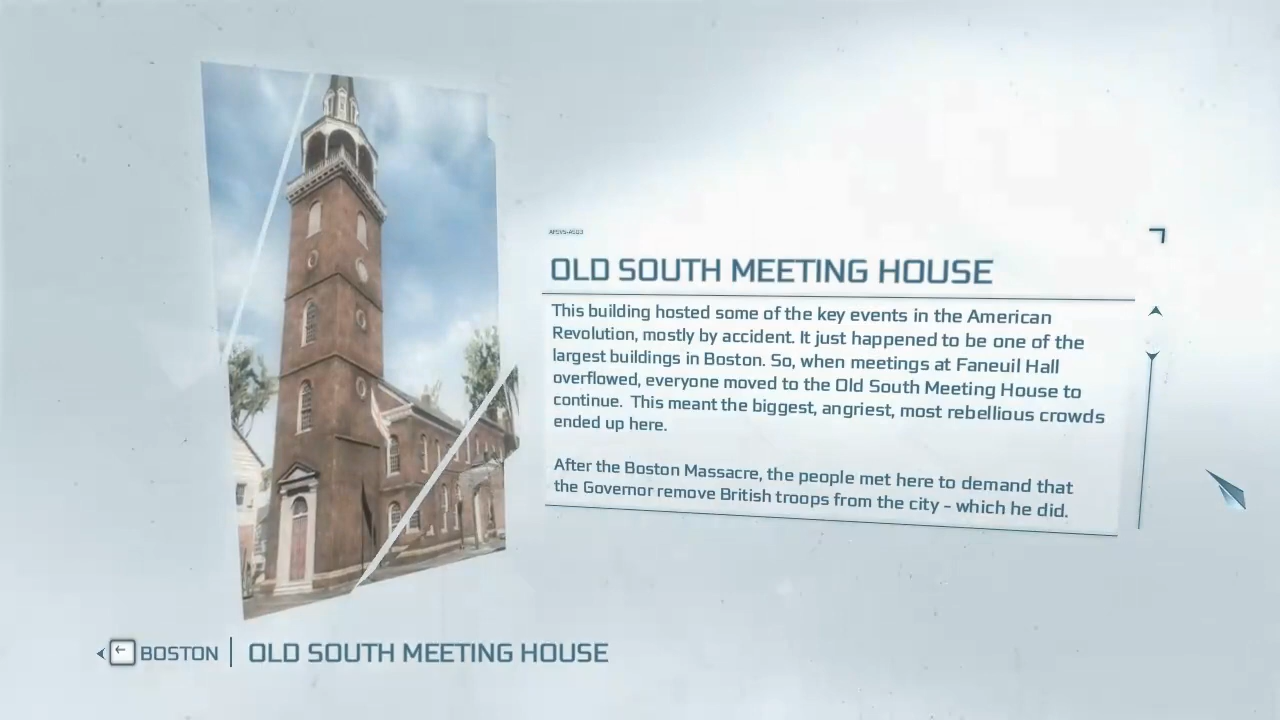 OLD SOUTH MEETING HOUSE
This building hosted some of the key events in the American
Revolution, mostly by accident. It just happened to be one of the
largest buildings in Boston. So, when meetings at Faneuil Hall
overflowed, everyone moved to the Old South Meeting House to
continue. This meant the biggest, angriest, most rebellious crowds
ended up here.
After the Boston Massacre, the people met here to demand that
the Governor remove British troops from the city - which he did.
BOSTON | OLD SOUTH MEETING HOUSE